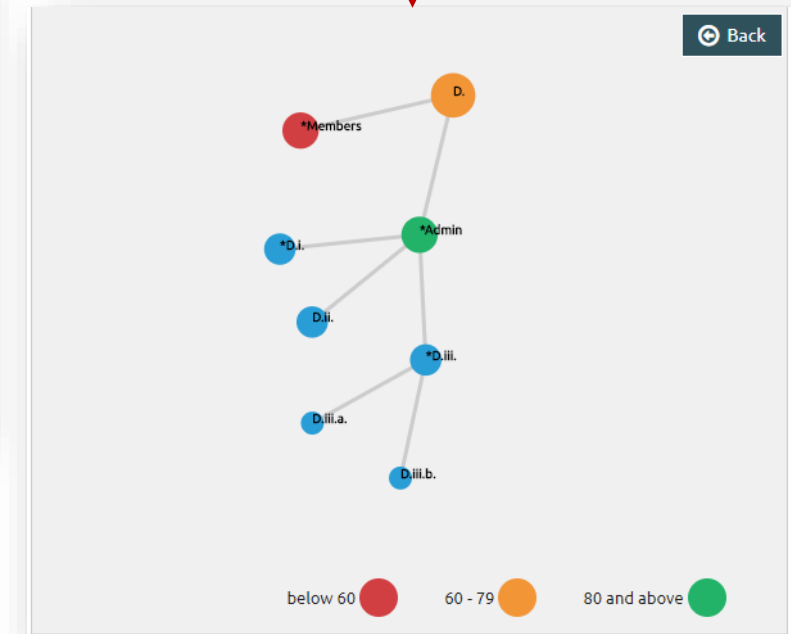 Back
D.
*Members
*Admin
*D.i.
D.ii.
*D.iii.
D.iii.a.
D.iii.b.
below 60
60 - 79
80 and above